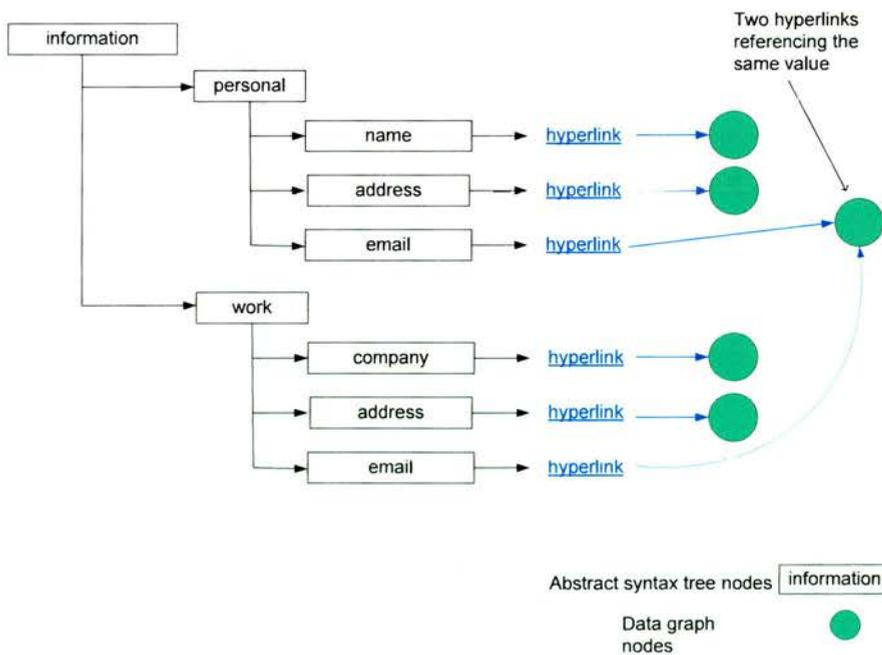 Two hyperlinks
referencing the
same value
information
personal
name
hyperlink
address
hyperlink
email
hyperlink
work
company
hyperlink
address
hyperlink
email
hyperlink
Abstract syntax tree nodes
information
Data graph
nodes